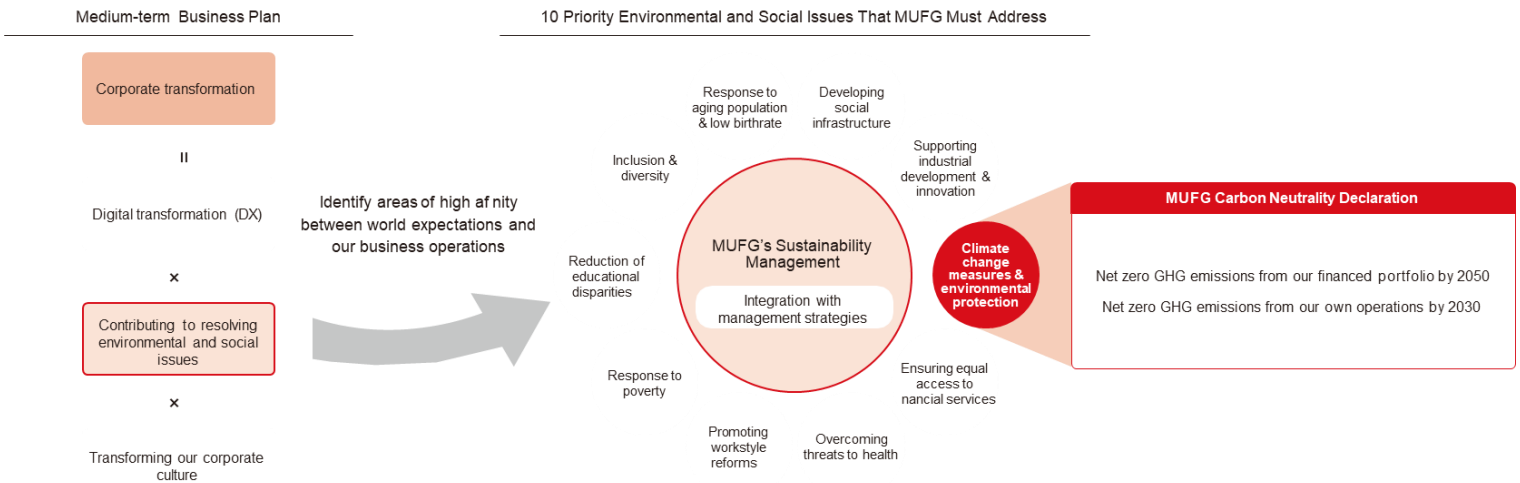 Medium-term Business Plan
Corporate transformation
=
Digital transformation (DX)
×
Contributing to resolving
environmental and social
issues
×
Transforming our corporate
culture
Identify areas of high af nity
between world expectations and
our business operations
10 Priority Environmental and Social Issues That MUFG Must Address
Response to
aging population
& low birthrate
Developing
social
infrastructure
Supporting
industrial
development &
innovation
Climate
change
measures &
environmental
protection
Ensuring equal
access to
nancial services
Overcoming
threats to health
Promoting
workstyle
reforms
Response to
poverty
Reduction of
educational
disparities
Inclusion &
diversity
MUFG's Sustainability
Management
Integration with
management strategies
MUFG Carbon Neutrality Declaration
Net zero GHG emissions from our financed portfolio by 2050
Net zero GHG emissions from our own operations by 2030